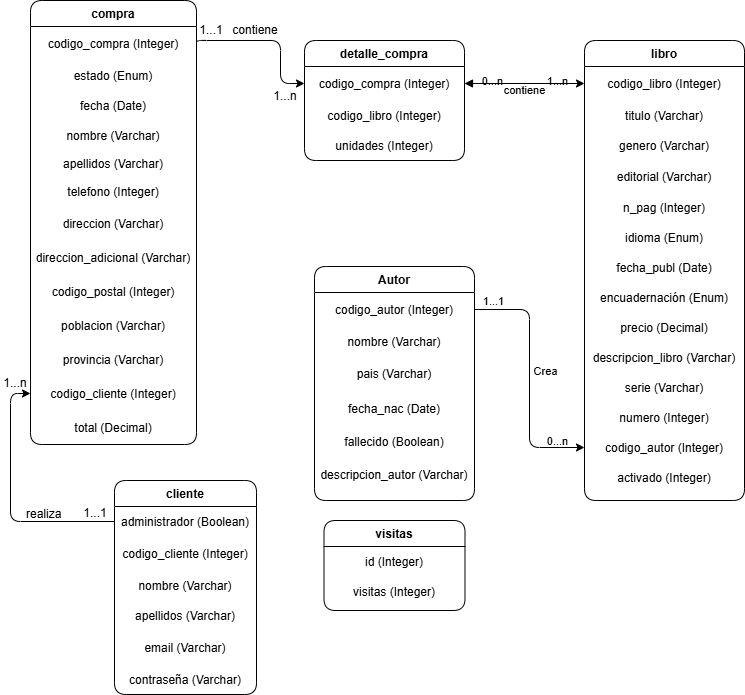 compra
codigo_compra (Integer)
estado (Enum)
fecha (Date)
nombre (Varchar)
apellidos (Varchar)
telefono (Integer)
direccion (Varchar)
direccion_adicional (Varchar)
codigo_postal (Integer)
poblacion (Varchar)
provincia (Varchar)
codigo_cliente (Integer)
total (Decimal)
1...1 contiene
1...n
detalle_compra
codigo_compra (Integer)
codigo_libro (Integer)
unidades (Integer)
0...n 1...n
contiene
libro
codigo_libro (Integer)
titulo (Varchar)
genero (Varchar)
editorial (Varchar)
n_pag (Integer)
idioma (Enum)
fecha_publ (Date)
encuadernación (Enum)
precio (Decimal)
descripcion_libro (Varchar)
serie (Varchar)
numero (Integer)
codigo_autor (Integer)
activado (Integer)
Autor
codigo_autor (Integer)
nombre (Varchar)
pais (Varchar)
fecha_nac (Date)
fallecido (Boolean)
descripcion_autor (Varchar)
1...1
Crea
0...n
1...n
realiza 1...1
cliente
administrador (Boolean)
codigo_cliente (Integer)
nombre (Varchar)
apellidos (Varchar)
email (Varchar)
contraseña (Varchar)
visitas
id (Integer)
visitas (Integer)